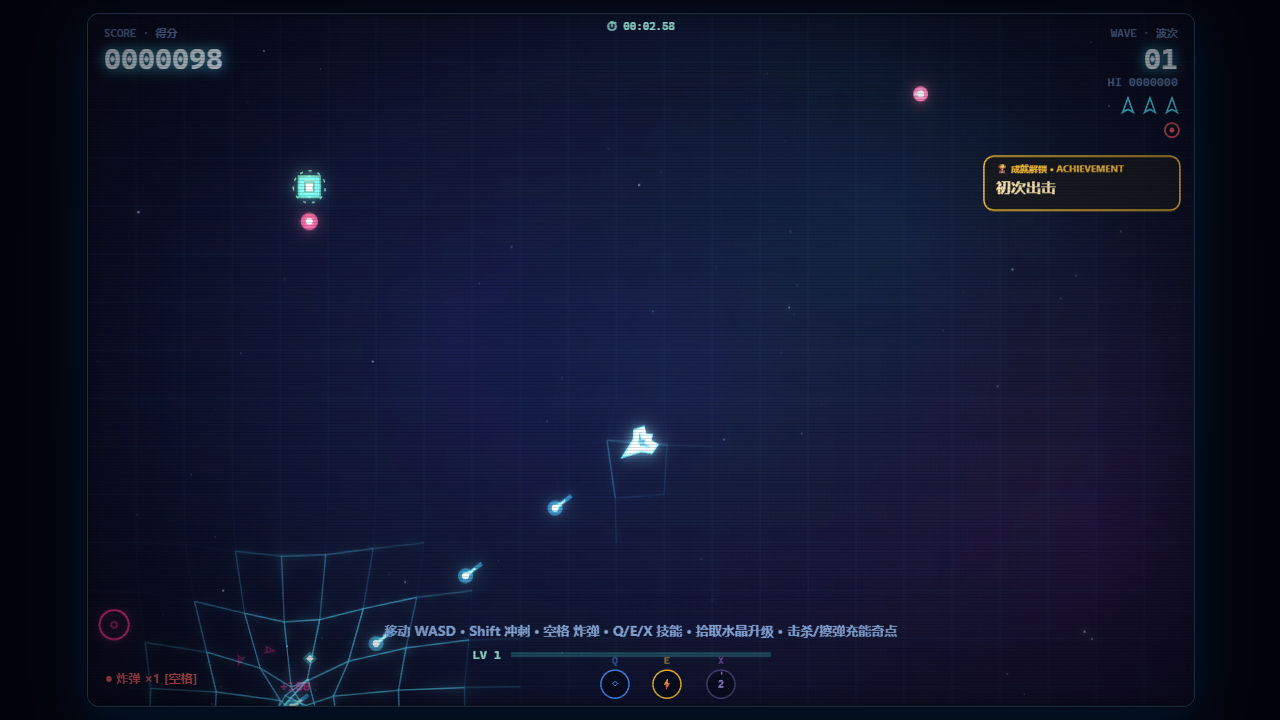 SCORE · 得分
0000098
00:02.58
WAVE · 波次
01
HI 0000000
成就解锁 • ACHIEVEMENT
初次出击
移动 WASD • Shift 冲刺 • 空格 炸弹 • Q/E/X 技能 • 拾取水晶升级 • 击杀/擦弹充能奇点
LV 1
Q E X
2
炸弹 ×1 [空格]